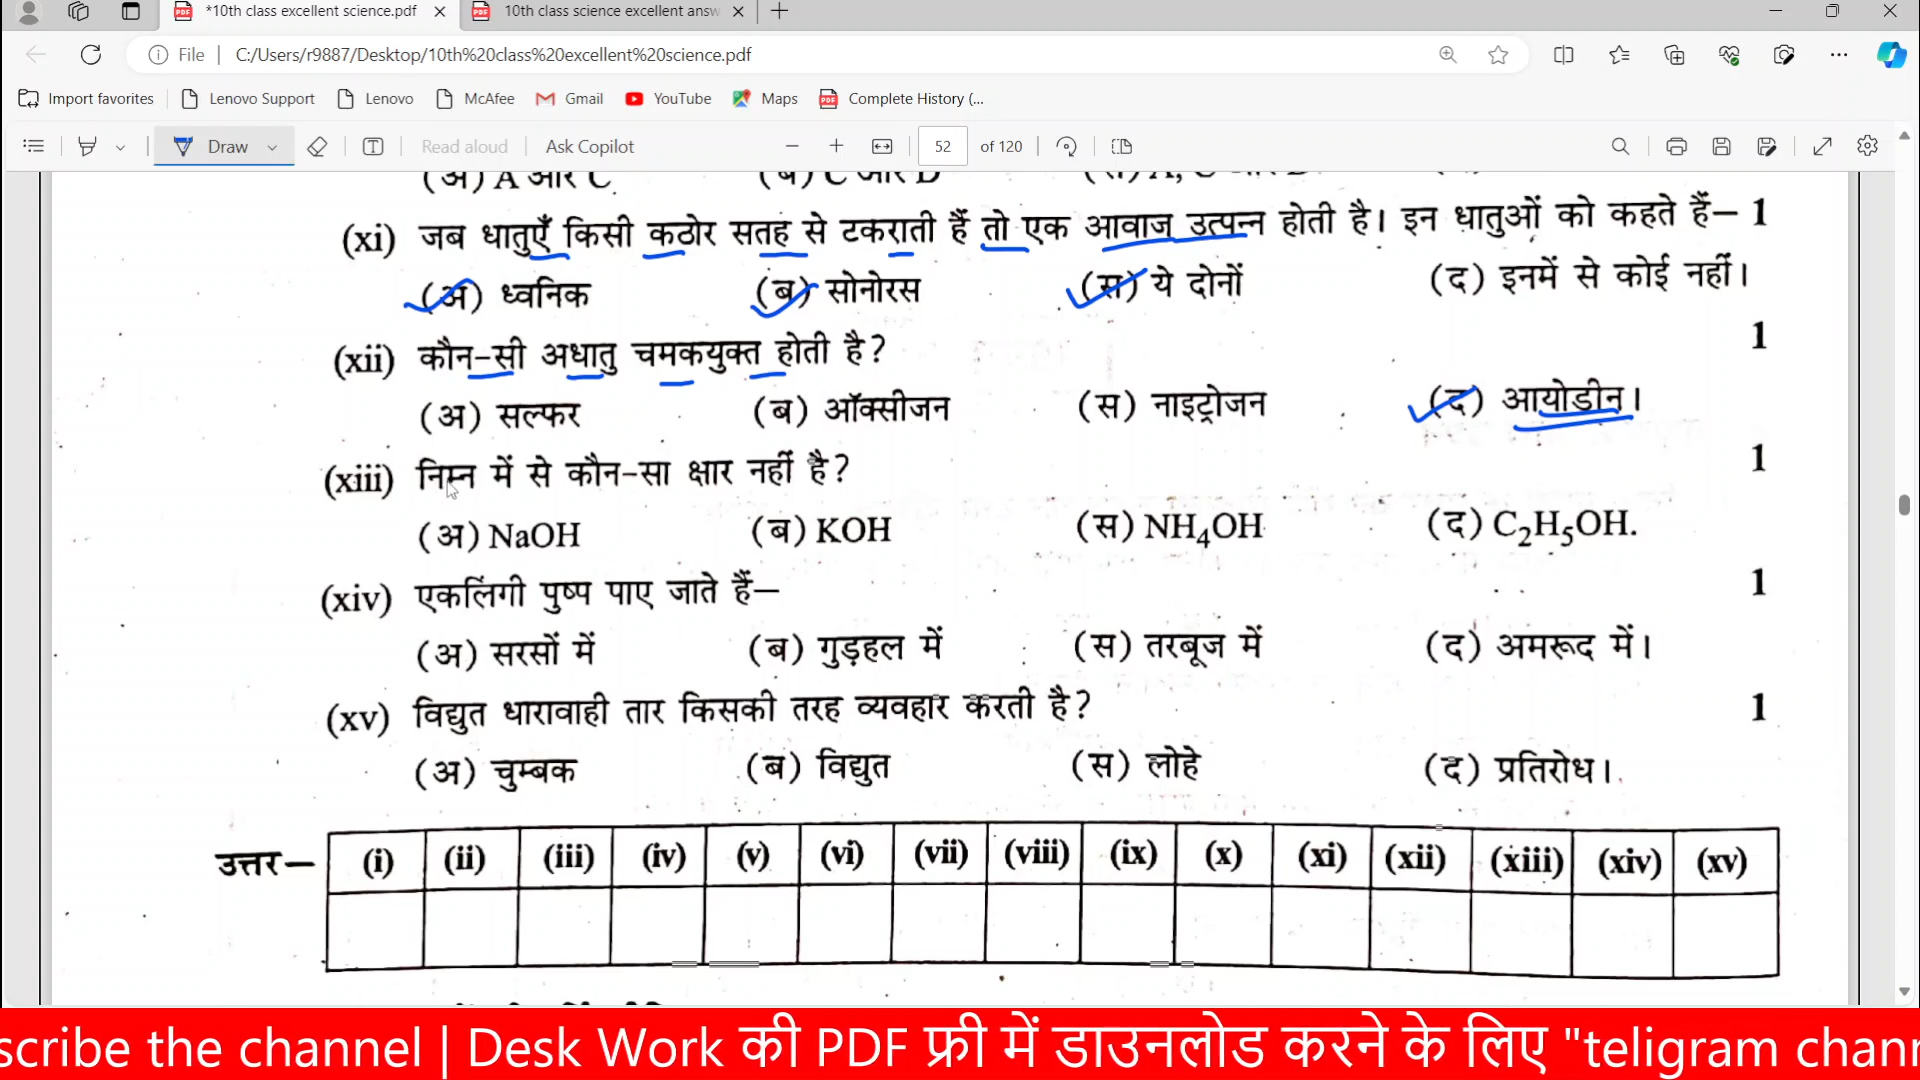 *10th class excellent science.pdf
10th class science excellent answ
File | C:/Users/r9887/Desktop/10th%20class%20excellent%20science.pdf
Import favorites Lenovo Support Lenovo McAfee Gmail YouTube Maps Complete History (...
Draw Read aloud Ask Copilot 52 of 120
(अ) A और C (ब) C और D
(xi) जब धातुएँ किसी कठोर सतह से टकराती हैं तो एक आवाज उत्पन्न होती है। इन धातुओं को कहते हैं— 1
(अ) ध्वनिक (ब) सोनोरस (स) ये दोनों (द) इनमें से कोई नहीं।
(xii) कौन-सी अधातु चमकयुक्त होती है? 1
(अ) सल्फर (ब) ऑक्सीजन (स) नाइट्रोजन (द) आयोडीन।
(xiii) निम्न में से कौन-सा क्षार नहीं है? 1
(अ) NaOH (ब) KOH (स) NH₄OH (द) C₂H₅OH.
(xiv) एकलिंगी पुष्प पाए जाते हैं— 1
(अ) सरसों में (ब) गुड़हल में (स) तरबूज में (द) अमरूद में।
(xv) विद्युत धारावाही तार किसकी तरह व्यवहार करती है? 1
(अ) चुम्बक (ब) विद्युत (स) लोहे (द) प्रतिरोध।
उत्तर— (i) (ii) (iii) (iv) (v) (vi) (vii) (viii) (ix) (x) (xi) (xii) (xiii) (xiv) (xv)
scribe the channel | Desk Work की PDF फ्री में डाउनलोड करने के लिए "teligram chann